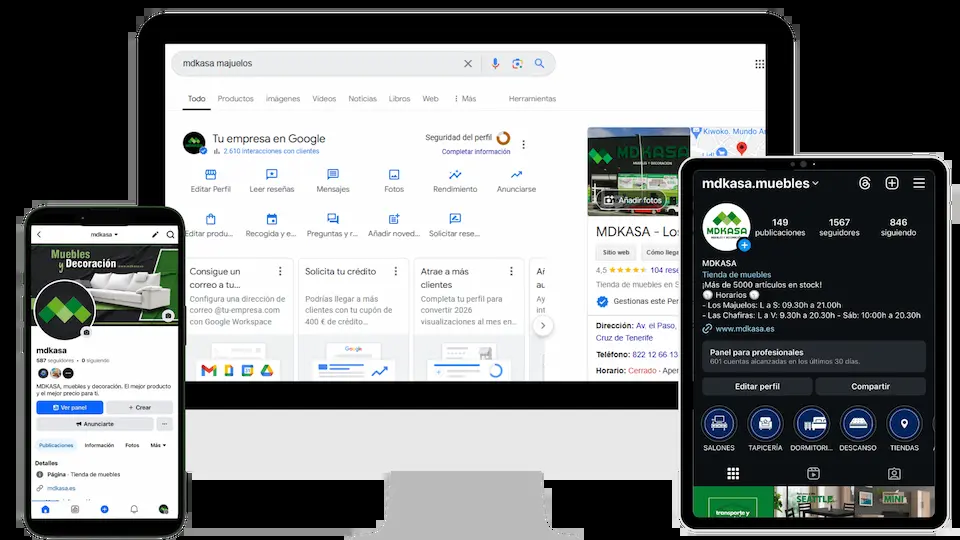 mdkasa majuelos
Todo Productos imágenes Vídeos Noticias Libros Web Más Herramientas
Tu empresa en Google
2.610 interacciones con clientes
Seguridad del perfil
Completar información
Editar Perfil Leer reseñas Mensajes Fotos Rendimiento Anunciarse
Editar produ... Recogida y e... Preguntas y r... Añadir noved... Solicitar rese...
Consigue un
correo a tu...
Configura una dirección de
correo @tu-empresa.com
con Google Workspace
Solicita tu crédito
Podrías llegar a más
clientes con tu cupón de
400 € de crédito...
Google
Atrae a más
clientes
Completa tu perfil para
convertir 2026
visualizaciones al mes en...
MDKASA
MUEBLES Y DECORACIÓN
Añadir fotos
Kiwoko. Mundo
MDKASA - Los
Sitio web Cómo llega
4,5 104 rese
Tienda de muebles en S
Gestionas este Per
Dirección: Av. el Paso,
Cruz de Tenerife
Teléfono: 822 12 66 13
Horario: Cerrado · Aper
mdkasa
Muebles
y Decoración
mdkasa
587 seguidores • 0 siguiendo
MDKASA, muebles y decoración. El mejor producto
y el mejor precio para ti.
Ver panel + Crear
Anunciarte
Publicaciones Información Fotos Más
Detalles
Página · Tienda de muebles
mdkasa.es
mdkasa.muebles
MDKASA
149 1567 846
publicaciones seguidores siguiendo
MDKASA
Tienda de muebles
¡Más de 5000 artículos en stock!
Horarios
- Los Majuelos: L a S: 09.30h a 21.00h
- Las Chafiras: L a V: 9.30h a 20.30h - Sáb: 10:00h a 20.30h
www.mdkasa.es
Panel para profesionales
601 cuentas alcanzadas en los últimos 30 días.
Editar perfil Compartir
SALONES TAPICERÍA DORMITORI... DESCANSO TIENDAS
transporte y
SEATTLE
MINI